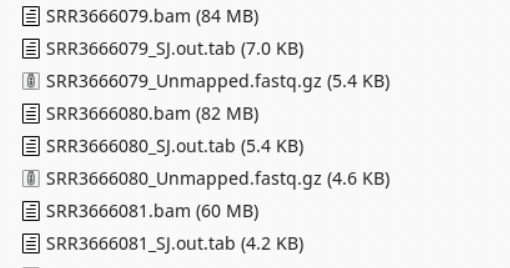 SRR3666079.bam (84 MB)
SRR3666079_SJ.out.tab (7.0 KB)
SRR3666079_Unmapped.fastq.gz (5.4 KB)
SRR3666080.bam (82 MB)
SRR3666080_SJ.out.tab (5.4 KB)
SRR3666080_Unmapped.fastq.gz (4.6 KB)
SRR3666081.bam (60 MB)
SRR3666081_SJ.out.tab (4.2 KB)